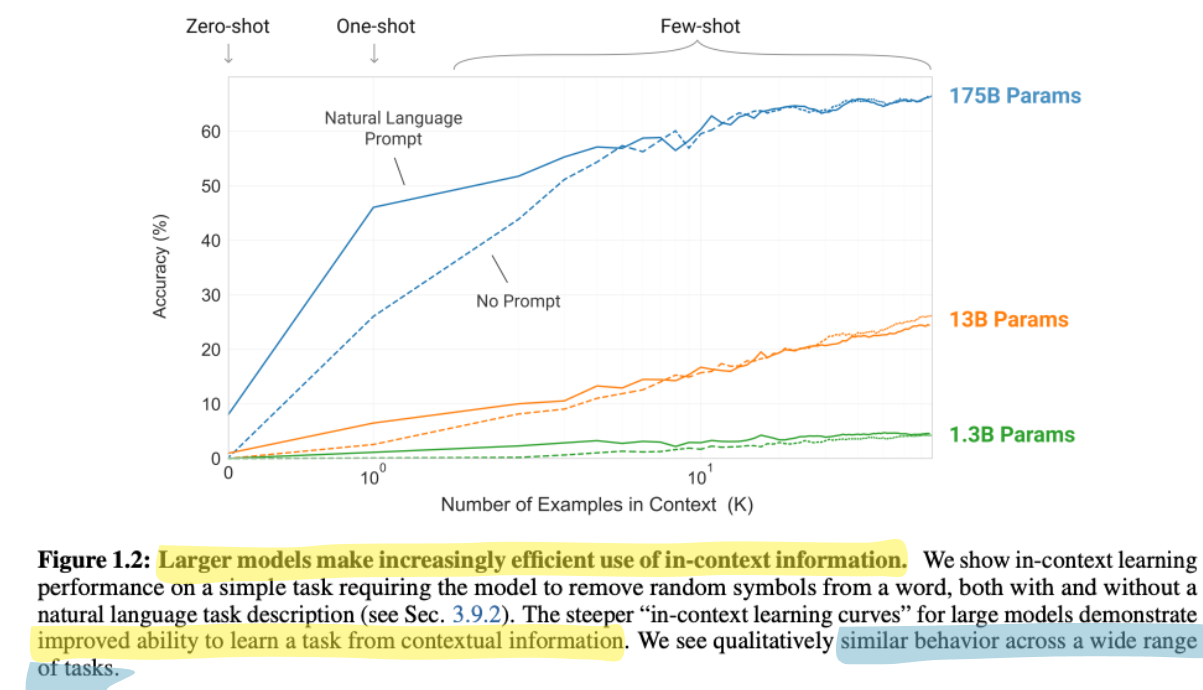 Zero-shot One-shot Few-shot
175B Params
Natural Language
Prompt
60
50
40
Accuracy (%)
30
No Prompt
13B Params
20
10
1.3B Params
0
0 10⁰ 10¹
Number of Examples in Context (K)
Figure 1.2: Larger models make increasingly efficient use of in-context information. We show in-context learning
performance on a simple task requiring the model to remove random symbols from a word, both with and without a
natural language task description (see Sec. 3.9.2). The steeper “in-context learning curves” for large models demonstrate
improved ability to learn a task from contextual information. We see qualitatively similar behavior across a wide range
of tasks.